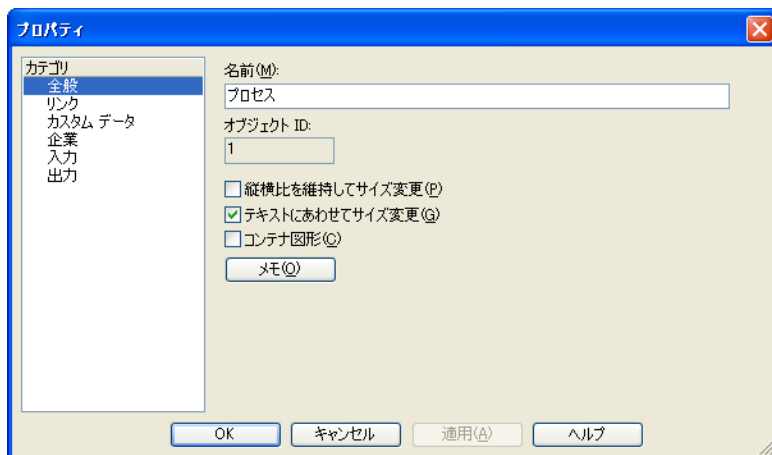 プロパティ
カテゴリ
全般
リンク
カスタム データ
企業
入力
出力
名前(M):
プロセス
オブジェクト ID:
1
縦横比を維持してサイズ変更(P)
テキストにあわせてサイズ変更(G)
コンテナ図形(C)
メモ(O)
OK
キャンセル
適用(A)
ヘルプ